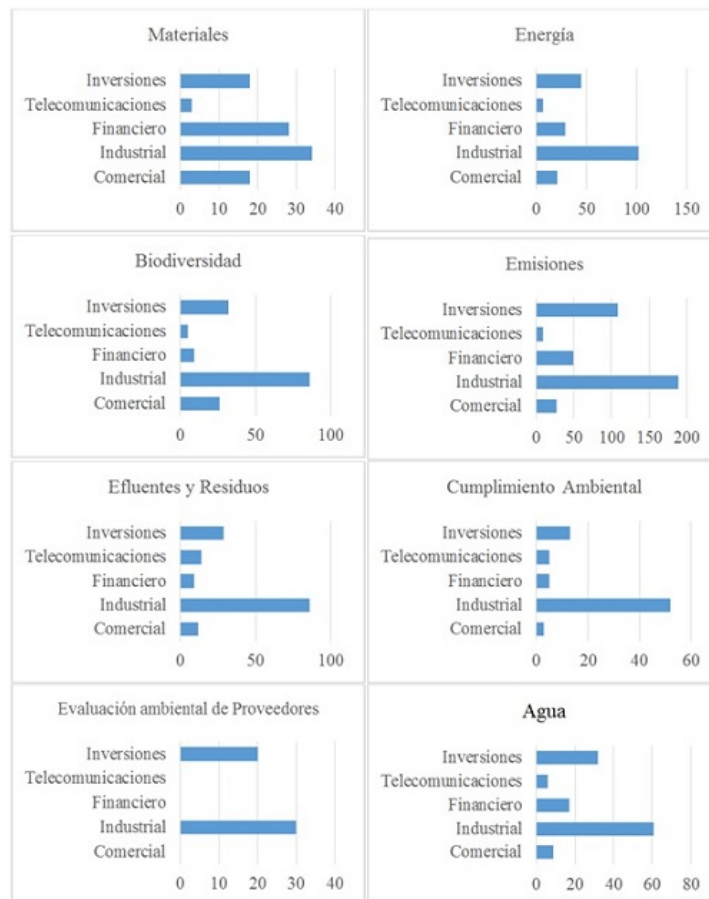 Materiales
Inversiones
Telecomunicaciones
Financiero
Industrial
Comercial
0 10 20 30 40
Energía
Inversiones
Telecomunicaciones
Financiero
Industrial
Comercial
0 50 100 150
Biodiversidad
Inversiones
Telecomunicaciones
Financiero
Industrial
Comercial
0 50 100
Emisiones
Inversiones
Telecomunicaciones
Financiero
Industrial
Comercial
0 50 100 150 200
Efluentes y Residuos
Inversiones
Telecomunicaciones
Financiero
Industrial
Comercial
0 50 100
Cumplimiento Ambiental
Inversiones
Telecomunicaciones
Financiero
Industrial
Comercial
0 20 40 60
Evaluación ambiental de Proveedores
Inversiones
Telecomunicaciones
Financiero
Industrial
Comercial
0 10 20 30 40
Agua
Inversiones
Telecomunicaciones
Financiero
Industrial
Comercial
0 20 40 60 80